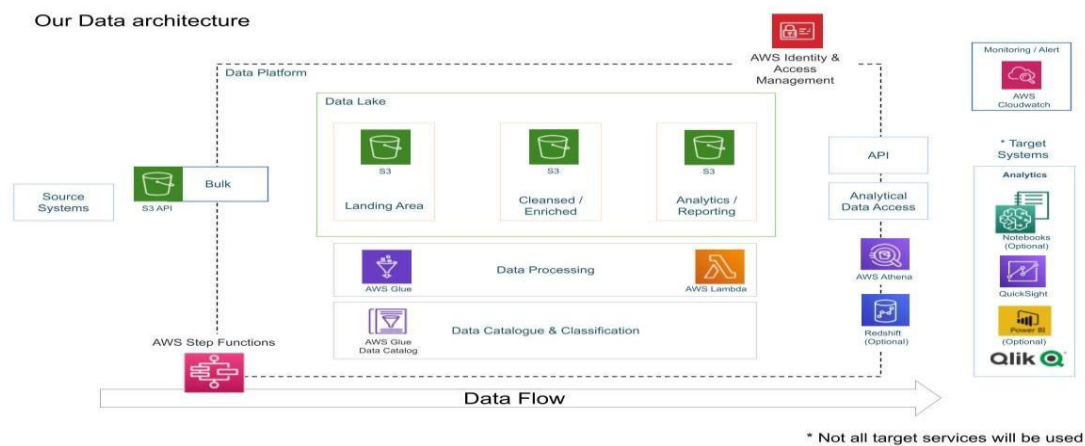 Our Data architecture
AWS Identity &
Access
Management
Monitoring / Alert
AWS
Cloudwatch
Data Platform
Data Lake
S3
Landing Area
S3
Cleansed /
Enriched
S3
Analytics /
Reporting
Source
Systems
S3 API
Bulk
API
Analytical
Data Access
* Target
Systems
Analytics
Notebooks
(Optional)
QuickSight
Power BI
(Optional)
Qlik
AWS Glue
Data Processing
AWS Lambda
AWS Athena
AWS Glue
Data Catalog
Data Catalogue & Classification
Redshift
(Optional)
AWS Step Functions
Data Flow
* Not all target services will be used